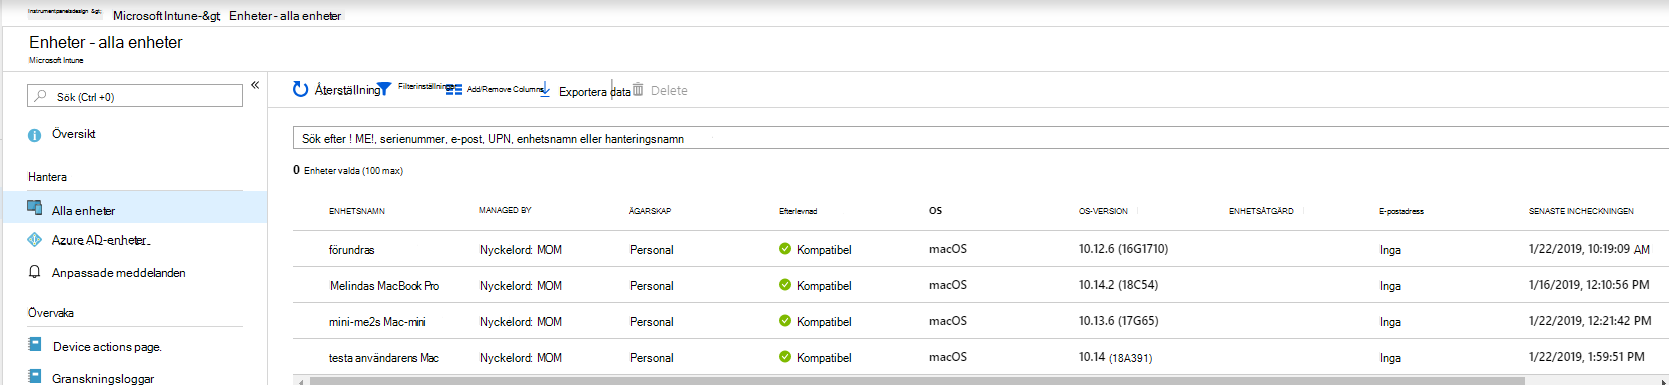 Instrumentpanelsdesign &gt; Microsoft Intune-&gt; Enheter - alla enheter
Enheter - alla enheter
Microsoft Intune
Sök (Ctrl +0)
Översikt
Hantera
Alla enheter
Azure AD-enheter
Anpassade meddelanden
Övervaka
Device actions page.
Granskningsloggar
Återställning Filterinställningar Add/Remove Columns Exportera data Delete
Sök efter ! ME!, serienummer, e-post, UPN, enhetsnamn eller hanteringsnamn
0 Enheter valda (100 max)
ENHETSNAMN MANAGED BY ÄGARSKAP Efterlevnad OS OS-VERSION ENHETSÅTGÄRD E-postadress SENASTE INCHECKNINGEN
förundras Nyckelord: MOM Personal Kompatibel macOS 10.12.6 (16G1710) Inga 1/22/2019, 10:19:09 AM
Melindas MacBook Pro Nyckelord: MOM Personal Kompatibel macOS 10.14.2 (18C54) Inga 1/16/2019, 12:10:56 PM
mini-me2s Mac-mini Nyckelord: MOM Personal Kompatibel macOS 10.13.6 (17G65) Inga 1/22/2019, 12:21:42 PM
testa användarens Mac Nyckelord: MOM Personal Kompatibel macOS 10.14 (18A391) Inga 1/22/2019, 1:59:51 PM